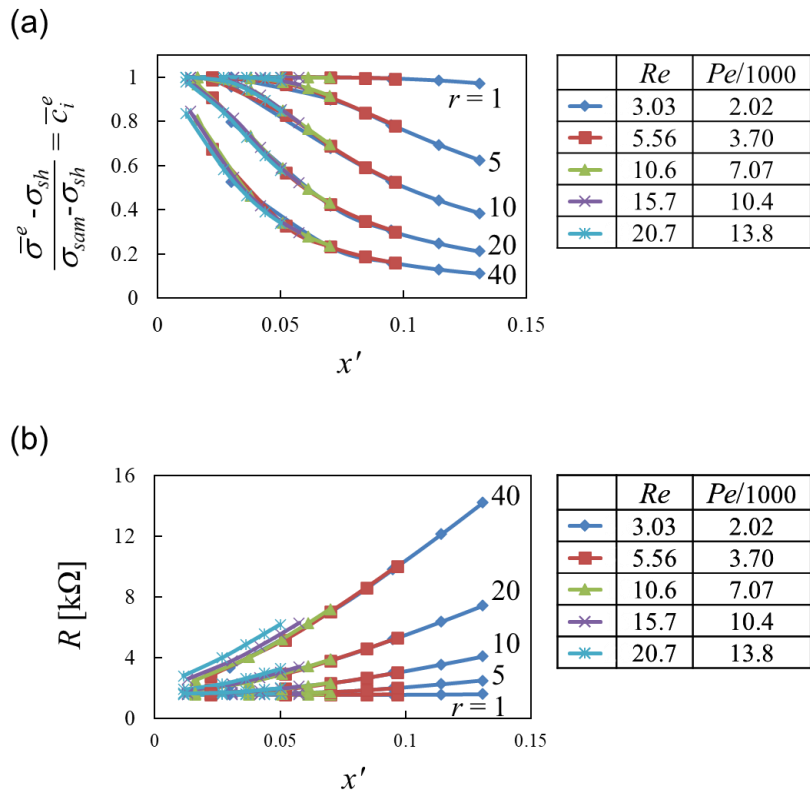 (a)
σ̅ᵉ - σsh / σsam - σsh = c̅ᵢᵉ
1
0.8
0.6
0.4
0.2
0
r = 1
5
10
20
40
0 0.05 0.1 0.15
x′
Re Pe/1000
3.03 2.02
5.56 3.70
10.6 7.07
15.7 10.4
20.7 13.8
(b)
R [kΩ]
16
12
8
4
0
40
20
10
5
r = 1
0 0.05 0.1 0.15
x′
Re Pe/1000
3.03 2.02
5.56 3.70
10.6 7.07
15.7 10.4
20.7 13.8